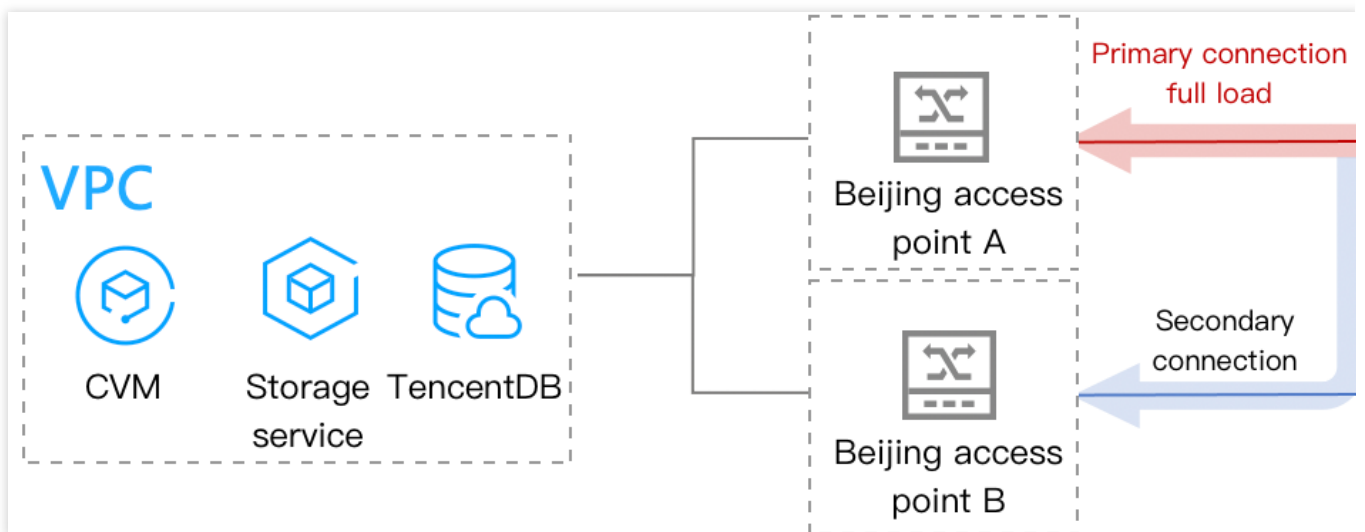 VPC
CVM
Storage
service
TencentDB
Beijing access
point A
Beijing access
point B
Primary connection
full load
Secondary
connection